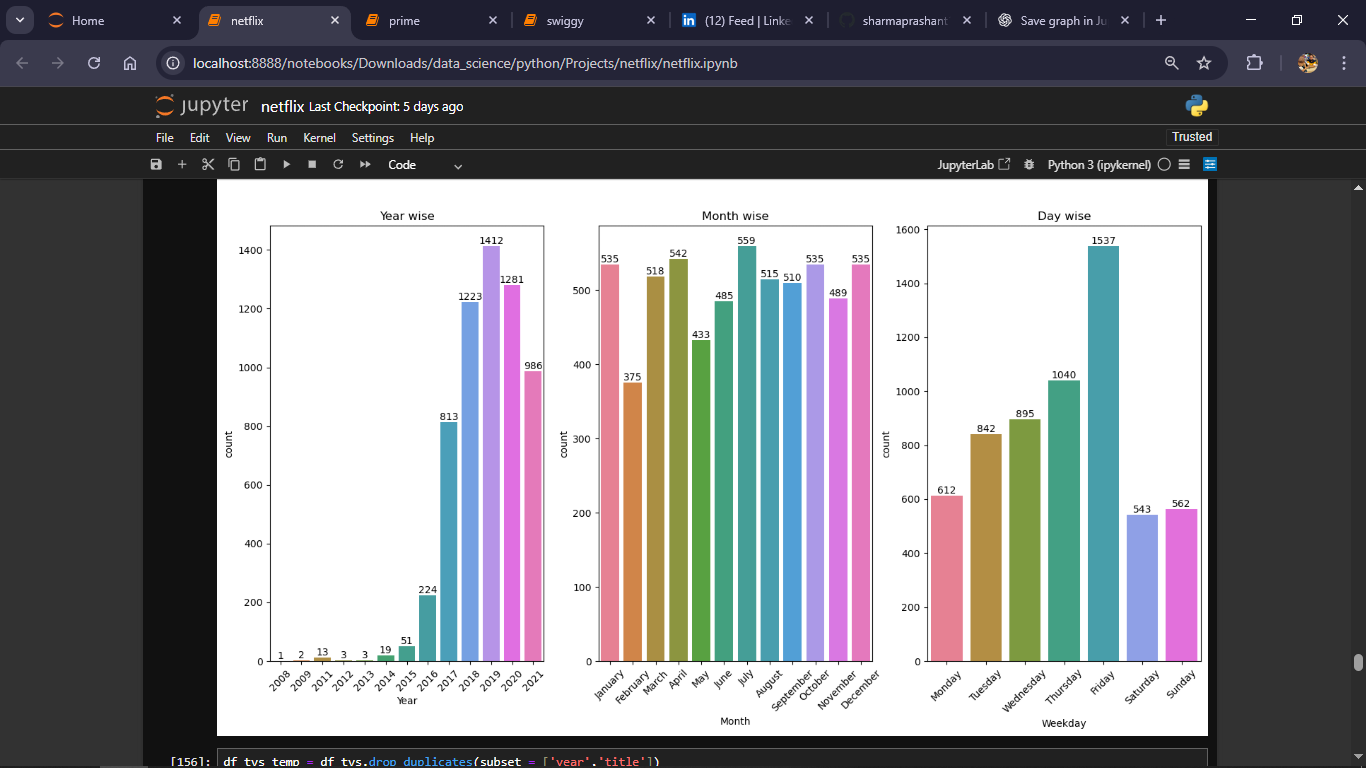 Home
netflix
prime
swiggy
(12) Feed | Linke
sharmaprashant
Save graph in Ju
localhost:8888/notebooks/Downloads/data_science/python/Projects/netflix/netflix.ipynb
jupyter netflix Last Checkpoint: 5 days ago
File Edit View Run Kernel Settings Help
Trusted
Code
JupyterLab
Python 3 (ipykernel)
Year wise
1400
1200
1000
800
600
400
200
0
count
1 2 13 3 3 19 51 224 813 1223 1412 1281 986
2008 2009 2011 2012 2013 2014 2015 2016 2017 2018 2019 2020 2021
Year
Month wise
500
400
300
200
100
0
count
535 375 518 542 433 485 559 515 510 535 489 535
January February March April May June July August September October November December
Month
Day wise
1600
1400
1200
1000
800
600
400
200
0
count
612 842 895 1040 1537 543 562
Monday Tuesday Wednesday Thursday Friday Saturday Sunday
Weekday
[156]: df_tvs_temp = df_tvs.drop_duplicates(subset = ['year','title'])